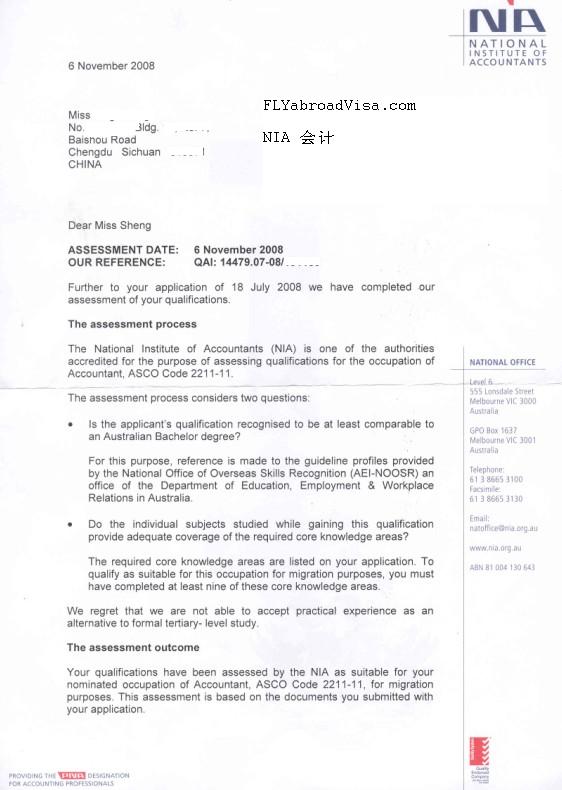 NIA
NATIONAL
INSTITUTE OF
ACCOUNTANTS
6 November 2008
FLYabroadVisa.com
NIA 会计
Miss
No. Bldg.
Baishou Road
Chengdu Sichuan
CHINA
Dear Miss Sheng
ASSESSMENT DATE: 6 November 2008
OUR REFERENCE: QAI: 14479.07-08/
Further to your application of 18 July 2008 we have completed our
assessment of your qualifications.
The assessment process
The National Institute of Accountants (NIA) is one of the authorities
accredited for the purpose of assessing qualifications for the occupation of
Accountant, ASCO Code 2211-11.
The assessment process considers two questions:
• Is the applicant's qualification recognised to be at least comparable to
an Australian Bachelor degree?
For this purpose, reference is made to the guideline profiles provided
by the National Office of Overseas Skills Recognition (AEI-NOOSR) an
office of the Department of Education, Employment & Workplace
Relations in Australia.
• Do the individual subjects studied while gaining this qualification
provide adequate coverage of the required core knowledge areas?
The required core knowledge areas are listed on your application. To
qualify as suitable for this occupation for migration purposes, you must
have completed at least nine of these core knowledge areas.
We regret that we are not able to accept practical experience as an
alternative to formal tertiary- level study.
The assessment outcome
Your qualifications have been assessed by the NIA as suitable for your
nominated occupation of Accountant, ASCO Code 2211-11, for migration
purposes. This assessment is based on the documents you submitted with
your application.
NATIONAL OFFICE
Level 6
555 Lonsdale Street
Melbourne VIC 3000
Australia
GPO Box 1637
Melbourne VIC 3001
Australia
Telephone:
61 3 8665 3100
Facsimile:
61 3 8665 3130
Email:
natoffice@nia.org.au
www.nia.org.au
ABN 81 004 130 643
Quality
Endorsed
Company
PROVIDING THE PNA DESIGNATION
FOR ACCOUNTING PROFESSIONALS